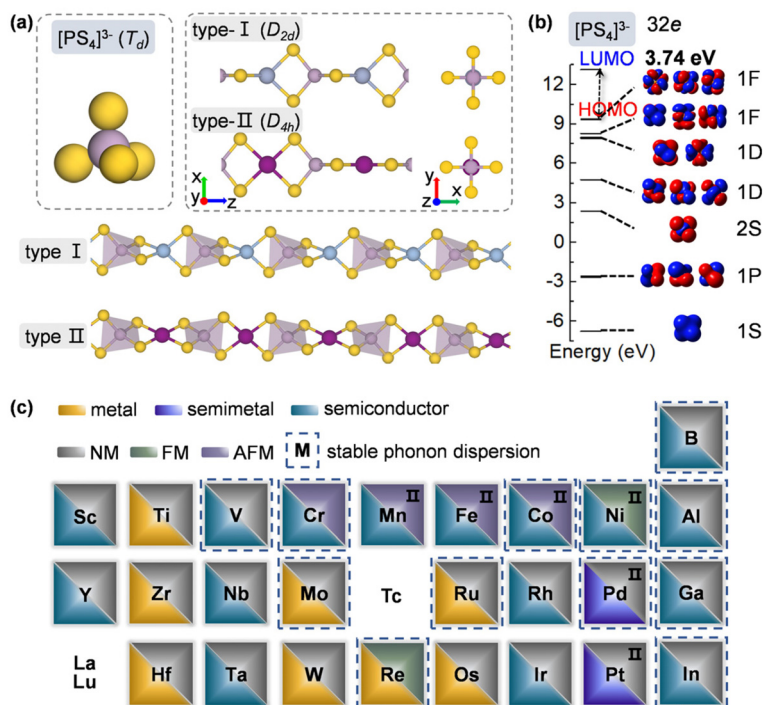 (a)
[PS₄]³⁻ (T_d)
type-Ⅰ (D_2d)
type-Ⅱ (D_4h)
x
y
z
y
z
x
type Ⅰ
type Ⅱ
(b)
[PS₄]³⁻ 32e
LUMO 3.74 eV
HOMO
12
9
6
3
0
-3
-6
Energy (eV)
1F
1F
1D
1D
2S
1P
1S
(c)
metal semimetal semiconductor
NM FM AFM M stable phonon dispersion
B
Sc Ti V Cr Mn Ⅱ Fe Ⅱ Co Ⅱ Ni Ⅱ Al
Y Zr Nb Mo Tc Ru Rh Pd Ⅱ Ga
La Lu Hf Ta W Re Os Ir Pt Ⅱ In